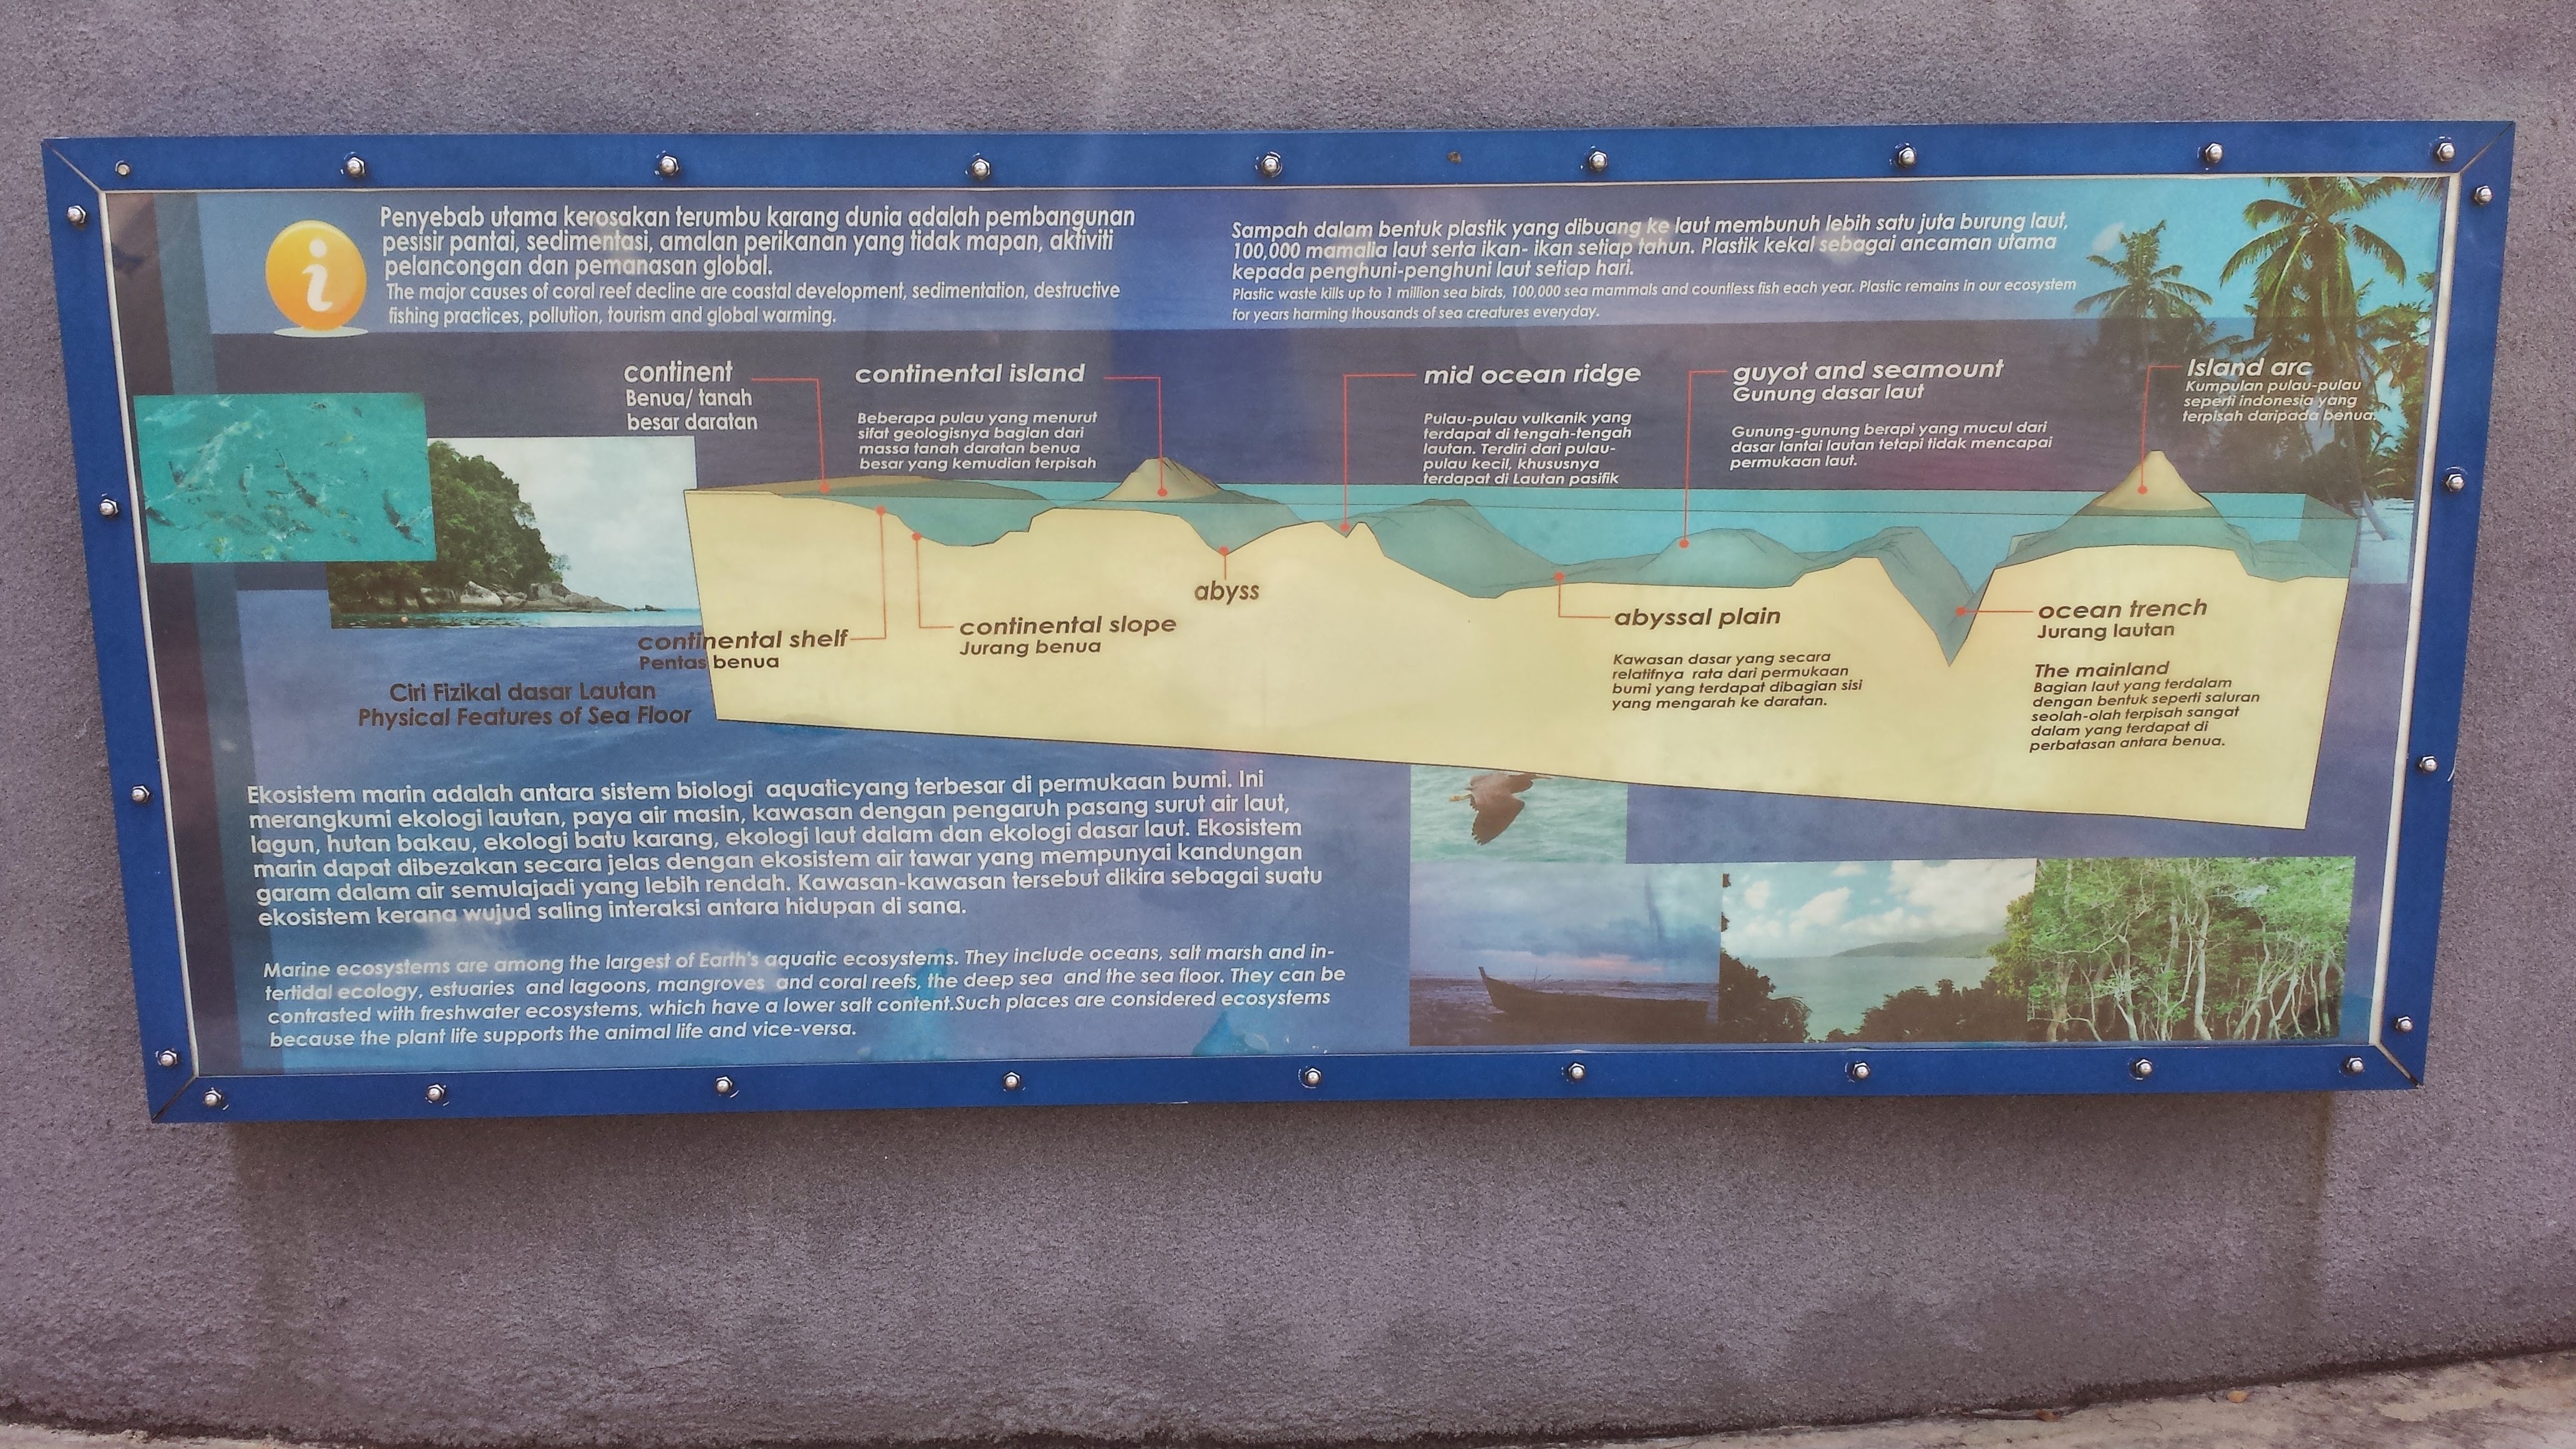 Penyebab utama kerosakan terumbu karang dunia adalah pembangunan
pesisir pantai, sedimentasi, amalan perikanan yang tidak mapan, aktiviti
pelancongan dan pemanasan global.
The major causes of coral reef decline are coastal development, sedimentation, destructive
fishing practices, pollution, tourism and global warming.
Sampah dalam bentuk plastik yang dibuang ke laut membunuh lebih satu juta burung laut,
100,000 mamalia laut serta ikan- ikan setiap tahun. Plastik kekal sebagai ancaman utama
kepada penghuni-penghuni laut setiap hari.
Plastic waste kills up to 1 million sea birds, 100,000 sea mammals and countless fish each year. Plastic remains in our ecosystem
for years harming thousands of sea creatures everyday.
continent
Benua/ tanah
besar daratan
continental island
Beberapa pulau yang menurut
sifat geologisnya bagian dari
massa tanah daratan benua
besar yang kemudian terpisah
mid ocean ridge
Pulau-pulau vulkanik yang
terdapat di tengah-tengah
lautan. Terdiri dari pulau-
pulau kecil, khususnya
terdapat di Lautan pasifik
guyot and seamount
Gunung dasar laut
Gunung-gunung berapi yang mucul dari
dasar lantai lautan tetapi tidak mencapai
permukaan laut.
Island arc
Kumpulan pulau-pulau
seperti indonesia yang
terpisah daripada benua.
abyss
continental shelf
Pentas benua
continental slope
Jurang benua
abyssal plain
Kawasan dasar yang secara
relatifnya rata dari permukaan
bumi yang terdapat dibagian sisi
yang mengarah ke daratan.
ocean trench
Jurang lautan
The mainland
Bagian laut yang terdalam
dengan bentuk seperti saluran
seolah-olah terpisah sangat
dalam yang terdapat di
perbatasan antara benua.
Ciri Fizikal dasar Lautan
Physical Features of Sea Floor
Ekosistem marin adalah antara sistem biologi aquaticyang terbesar di permukaan bumi. Ini
merangkumi ekologi lautan, paya air masin, kawasan dengan pengaruh pasang surut air laut,
lagun, hutan bakau, ekologi batu karang, ekologi laut dalam dan ekologi dasar laut. Ekosistem
marin dapat dibezakan secara jelas dengan ekosistem air tawar yang mempunyai kandungan
garam dalam air semulajadi yang lebih rendah. Kawasan-kawasan tersebut dikira sebagai suatu
ekosistem kerana wujud saling interaksi antara hidupan di sana.
Marine ecosystems are among the largest of Earth's aquatic ecosystems. They include oceans, salt marsh and in-
tertidal ecology, estuaries and lagoons, mangroves and coral reefs, the deep sea and the sea floor. They can be
contrasted with freshwater ecosystems, which have a lower salt content.Such places are considered ecosystems
because the plant life supports the animal life and vice-versa.